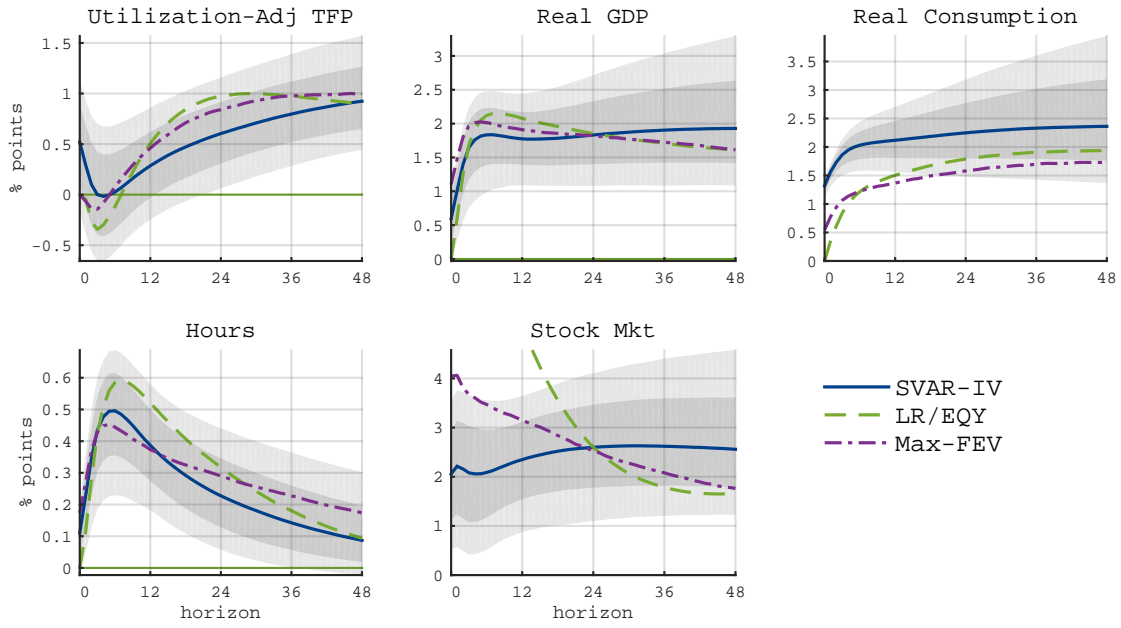 Utilization-Adj TFP
% points
1.5
1
0.5
0
-0.5
0 12 24 36 48
Real GDP
3
2.5
2
1.5
1
0.5
0
0 12 24 36 48
Real Consumption
3.5
3
2.5
2
1.5
1
0.5
0
0 12 24 36 48
Hours
% points
0.6
0.5
0.4
0.3
0.2
0.1
0
0 12 24 36 48
horizon
Stock Mkt
4
3
2
1
0
0 12 24 36 48
horizon
SVAR-IV
LR/EQY
Max-FEV